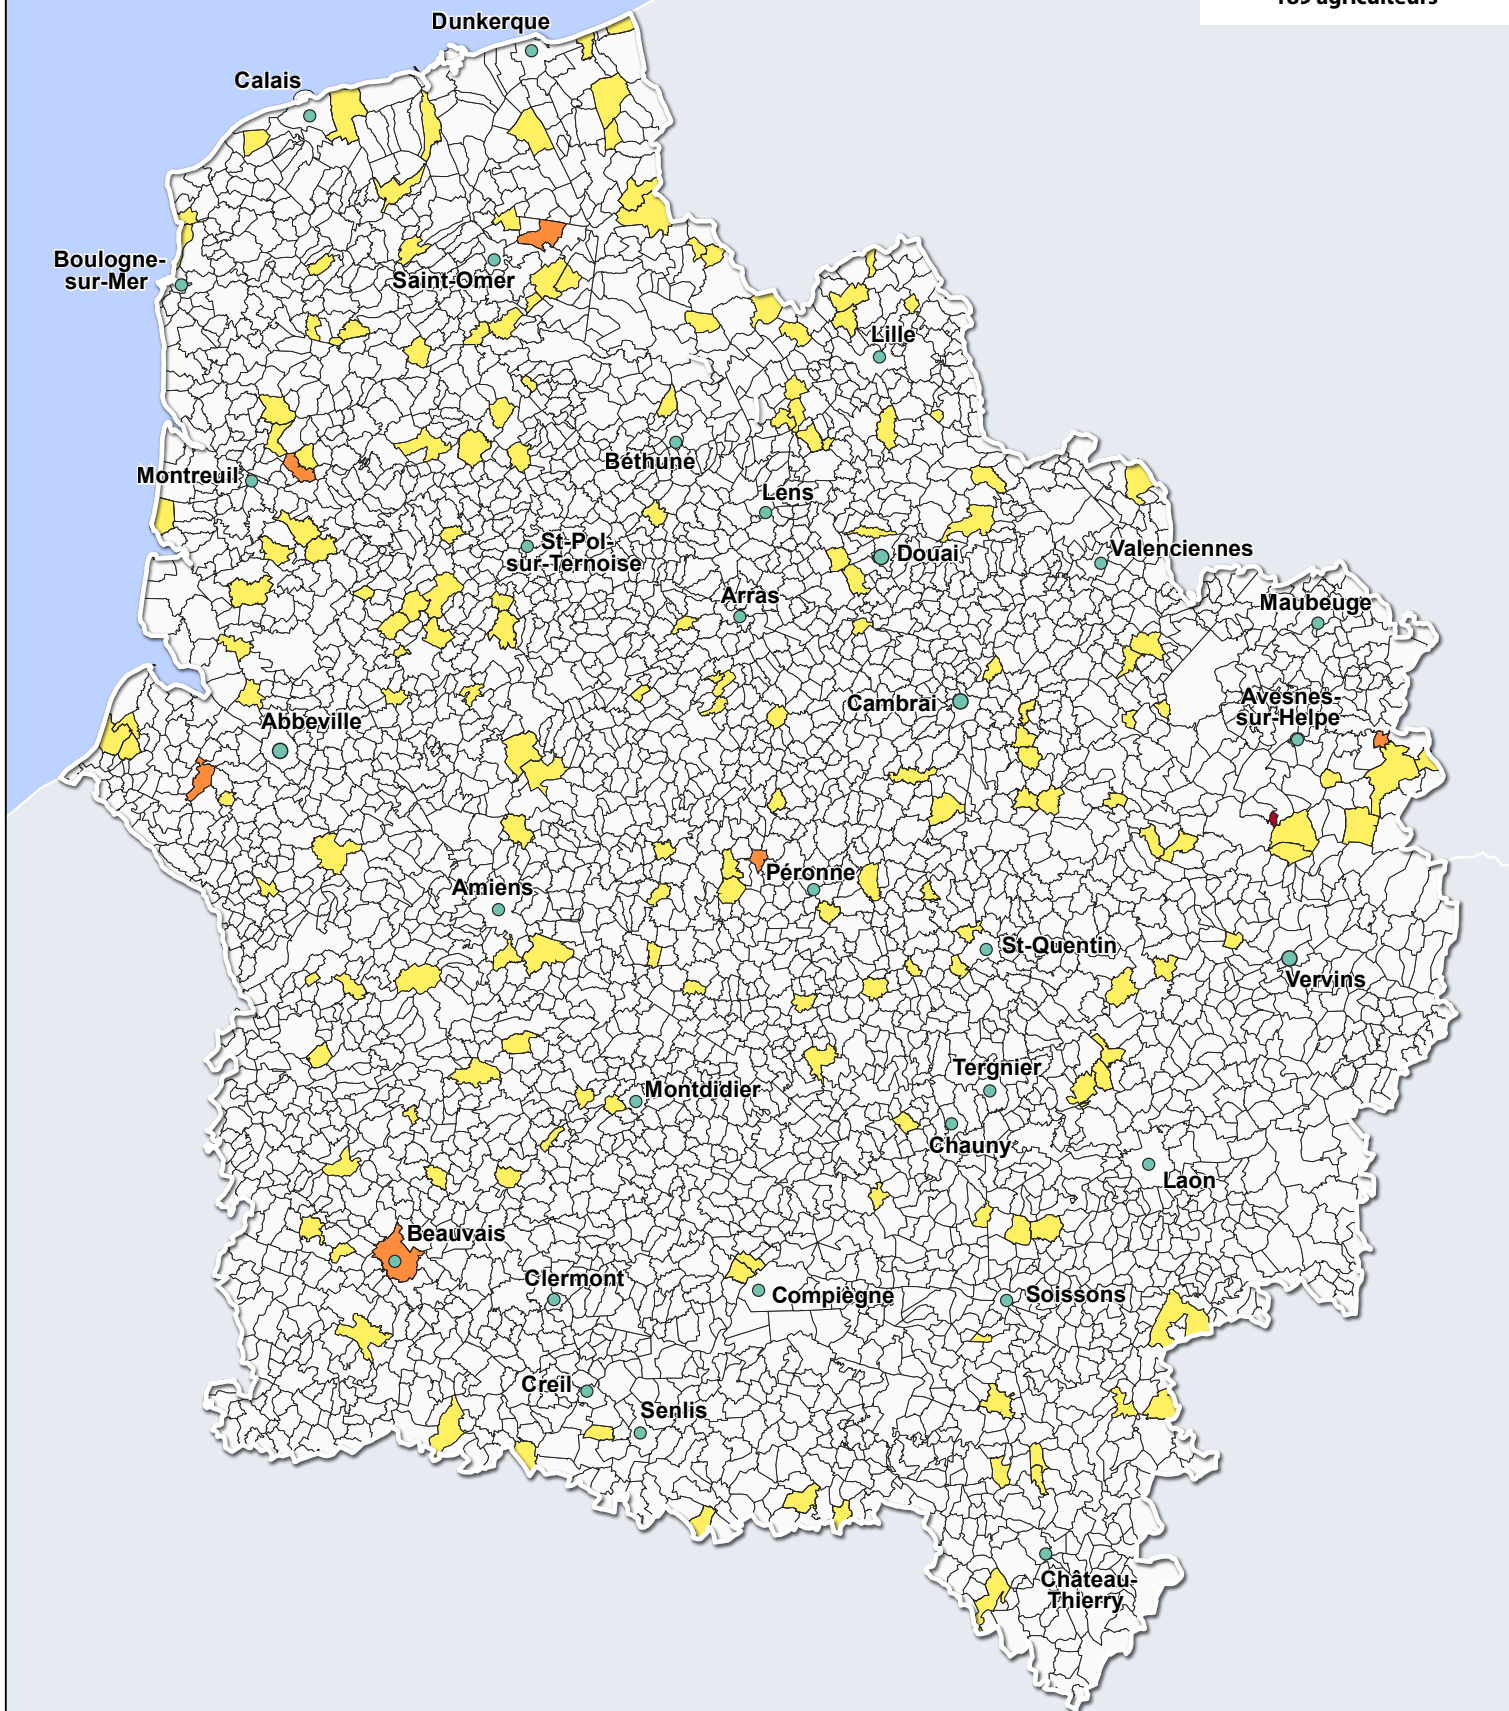 189 agriculteurs
Dunkerque
Calais
Boulogne-
sur-Mer
Saint-Omer
Lille
Béthune
Montreuil
Lens
St-Pol-
sur-Ternoise
Douai
Valenciennes
Arras
Maubeuge
Cambrai
Avesnes-
sur-Helpe
Abbeville
Péronne
Amiens
St-Quentin
Vervins
Tergnier
Montdidier
Chauny
Laon
Beauvais
Clermont
Compiègne
Soissons
Creil
Senlis
Château-
Thierry